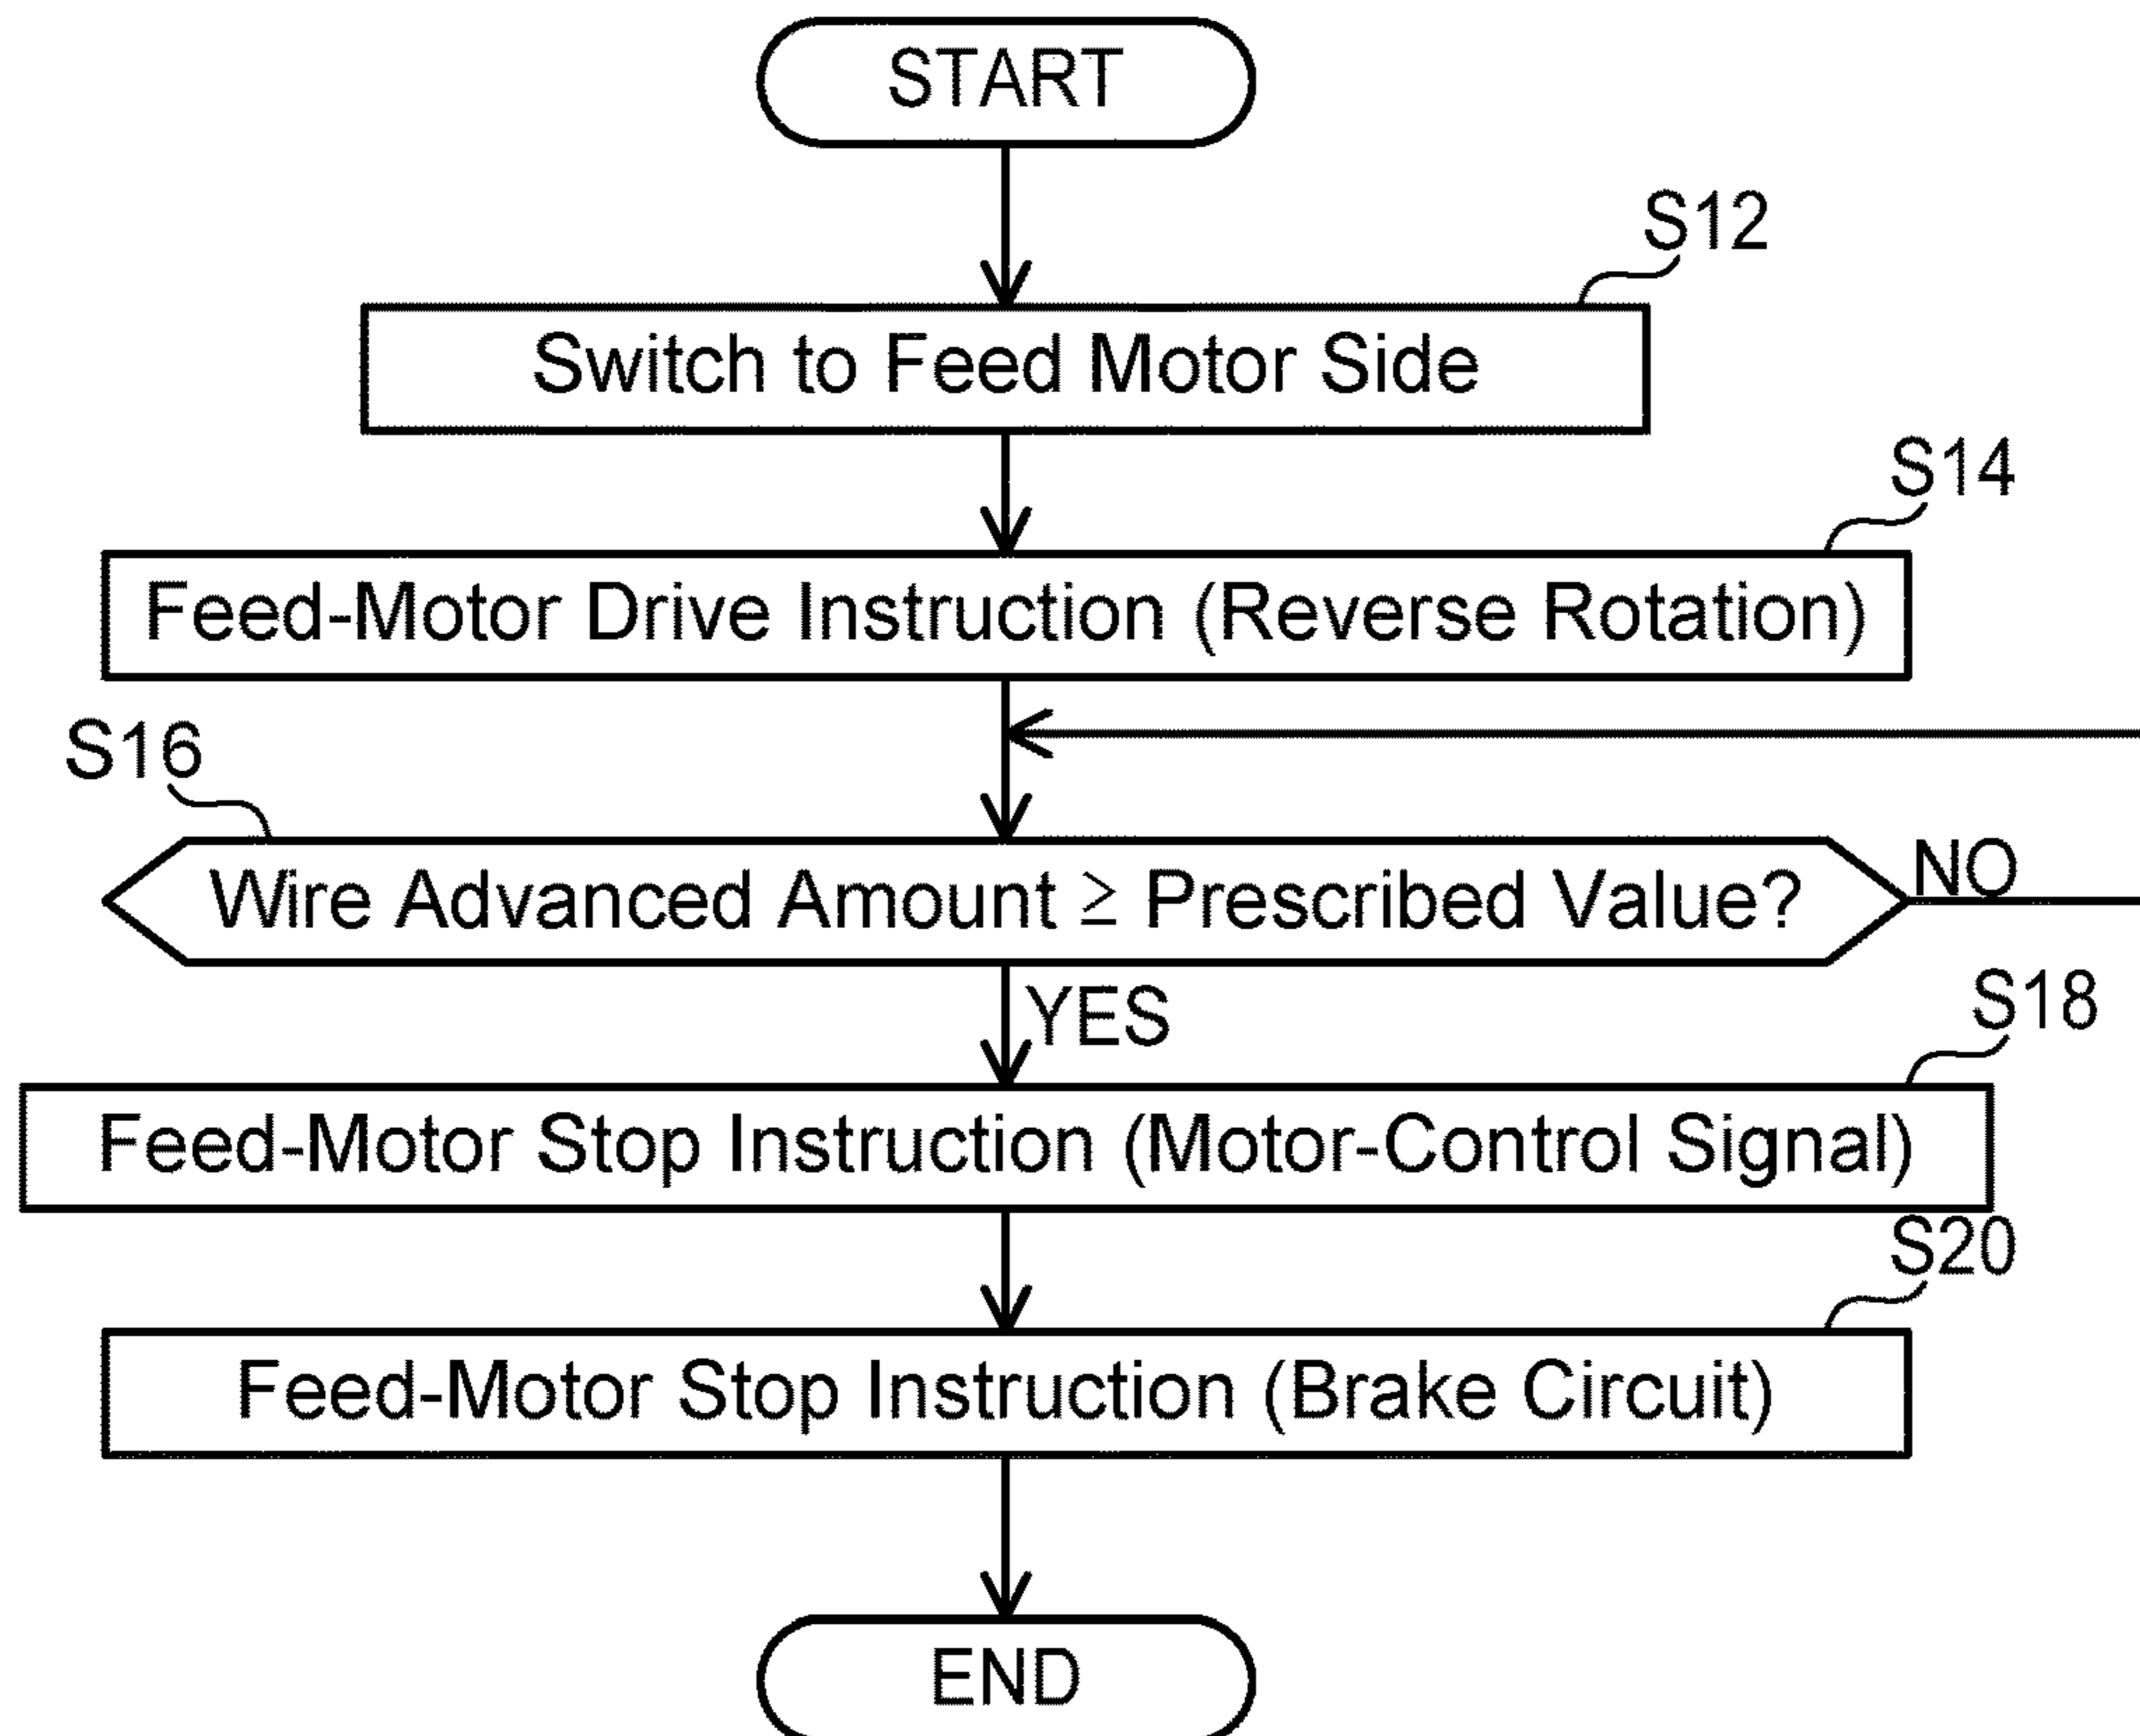 START
S12
Switch to Feed Motor Side
S14
Feed-Motor Drive Instruction (Reverse Rotation)
S16
Wire Advanced Amount ≥ Prescribed Value?
NO
YES
S18
Feed-Motor Stop Instruction (Motor-Control Signal)
S20
Feed-Motor Stop Instruction (Brake Circuit)
END